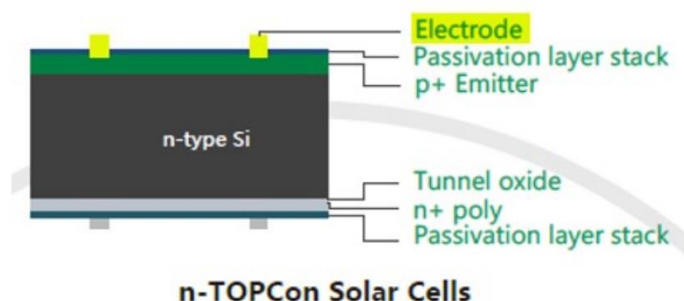 Electrode
Passivation layer stack
p+ Emitter
n-type Si
Tunnel oxide
n+ poly
Passivation layer stack
n-TOPCon Solar Cells